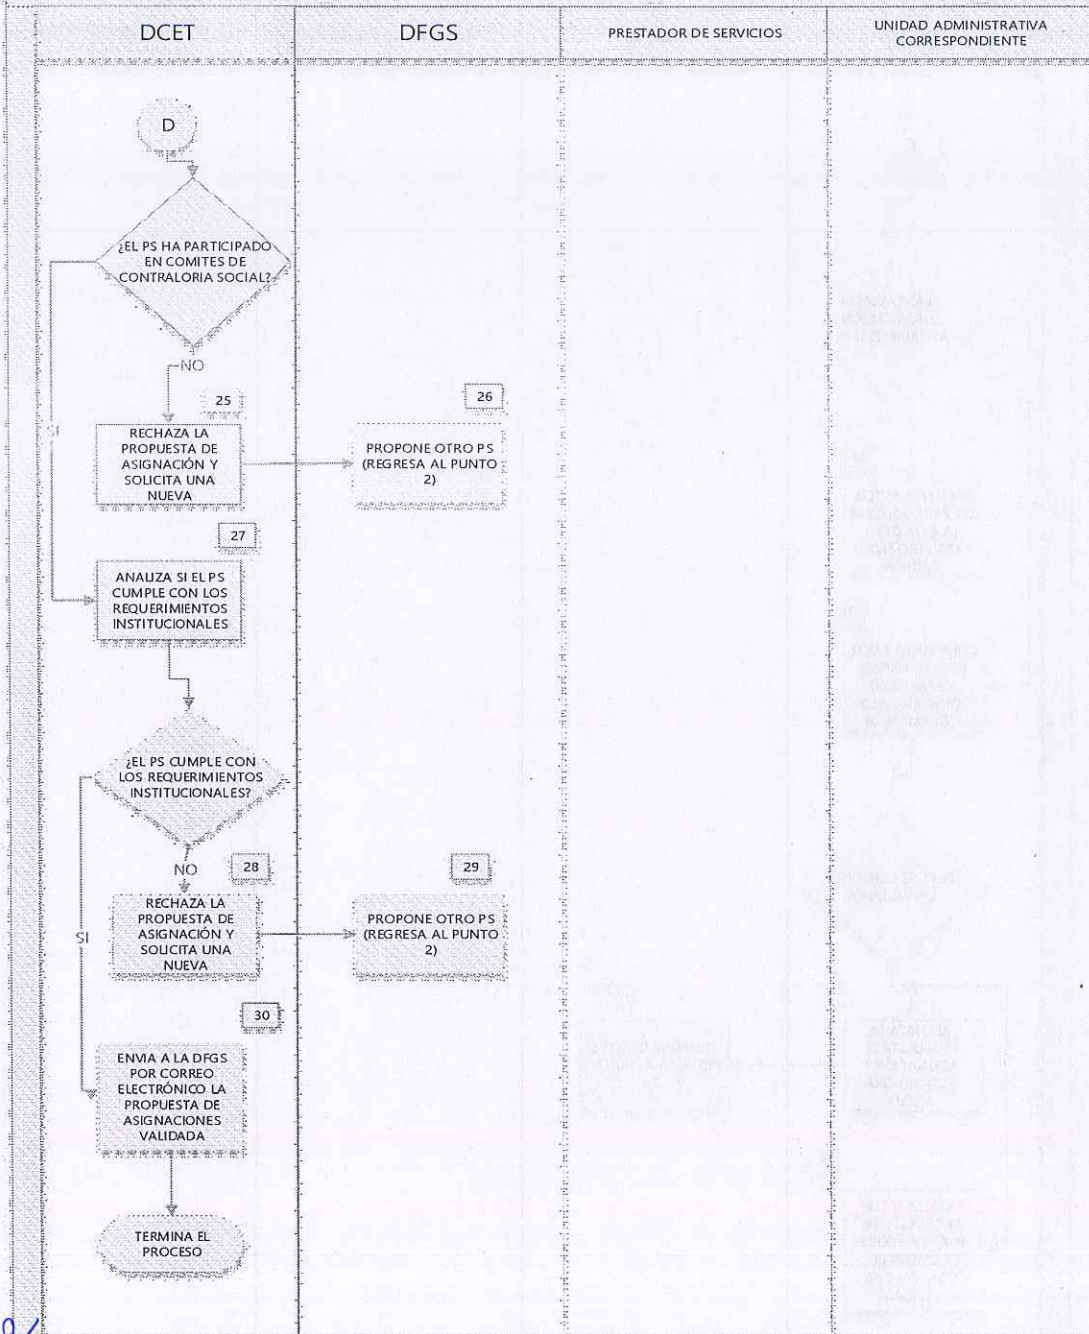 DCET
DFGS
PRESTADOR DE SERVICIOS
UNIDAD ADMINISTRATIVA
CORRESPONDIENTE
D
¿EL PS HA PARTICIPADO
EN COMITES DE
CONTRALORIA SOCIAL?
NO
SI
25
RECHAZA LA
PROPUESTA DE
ASIGNACIÓN Y
SOLICITA UNA
NUEVA
26
PROPONE OTRO PS
(REGRESA AL PUNTO
2)
27
ANALIZA SI EL PS
CUMPLE CON LOS
REQUERIMIENTOS
INSTITUCIONALES
¿EL PS CUMPLE CON
LOS REQUERIMIENTOS
INSTITUCIONALES?
NO
SI
28
RECHAZA LA
PROPUESTA DE
ASIGNACIÓN Y
SOLICITA UNA
NUEVA
29
PROPONE OTRO PS
(REGRESA AL PUNTO
2)
30
ENVIA A LA DFGS
POR CORREO
ELECTRÓNICO LA
PROPUESTA DE
ASIGNACIONES
VALIDADA
TERMINA EL
PROCESO